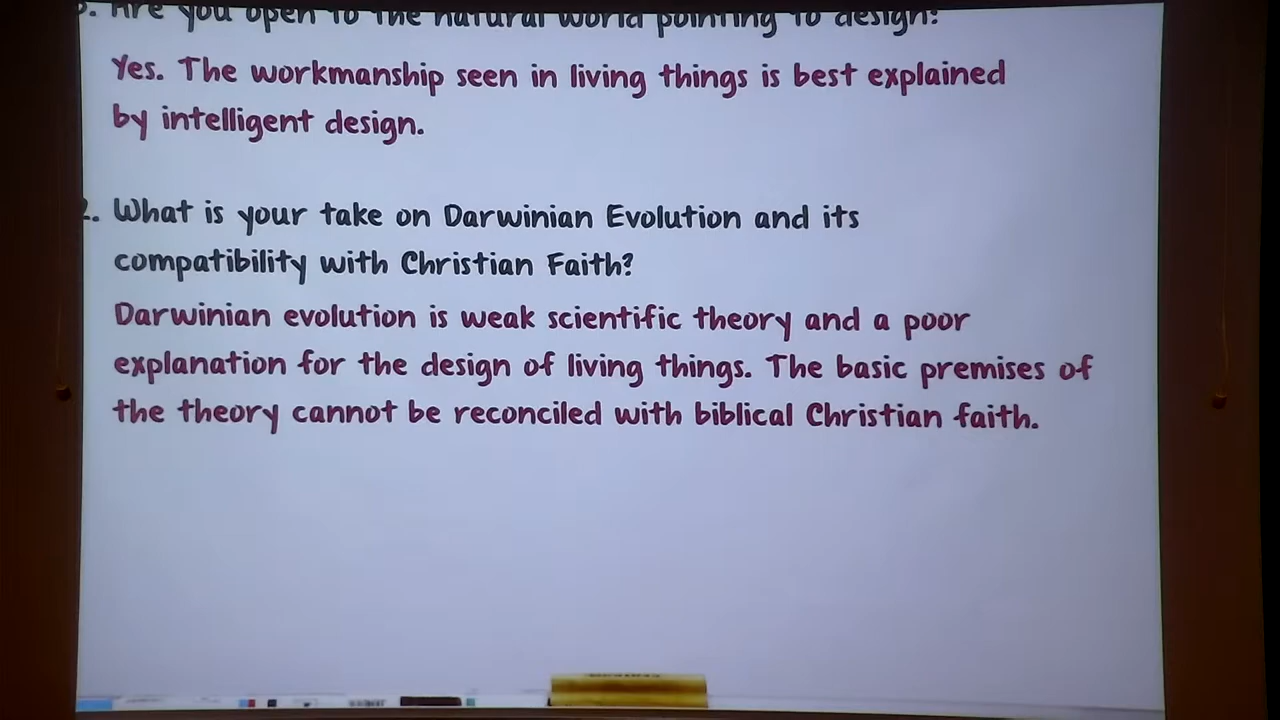 . Are you open to the natural world pointing to design?
Yes. The workmanship seen in living things is best explained
by intelligent design.
2. What is your take on Darwinian Evolution and its
compatibility with Christian Faith?
Darwinian evolution is weak scientific theory and a poor
explanation for the design of living things. The basic premises of
the theory cannot be reconciled with biblical Christian faith.